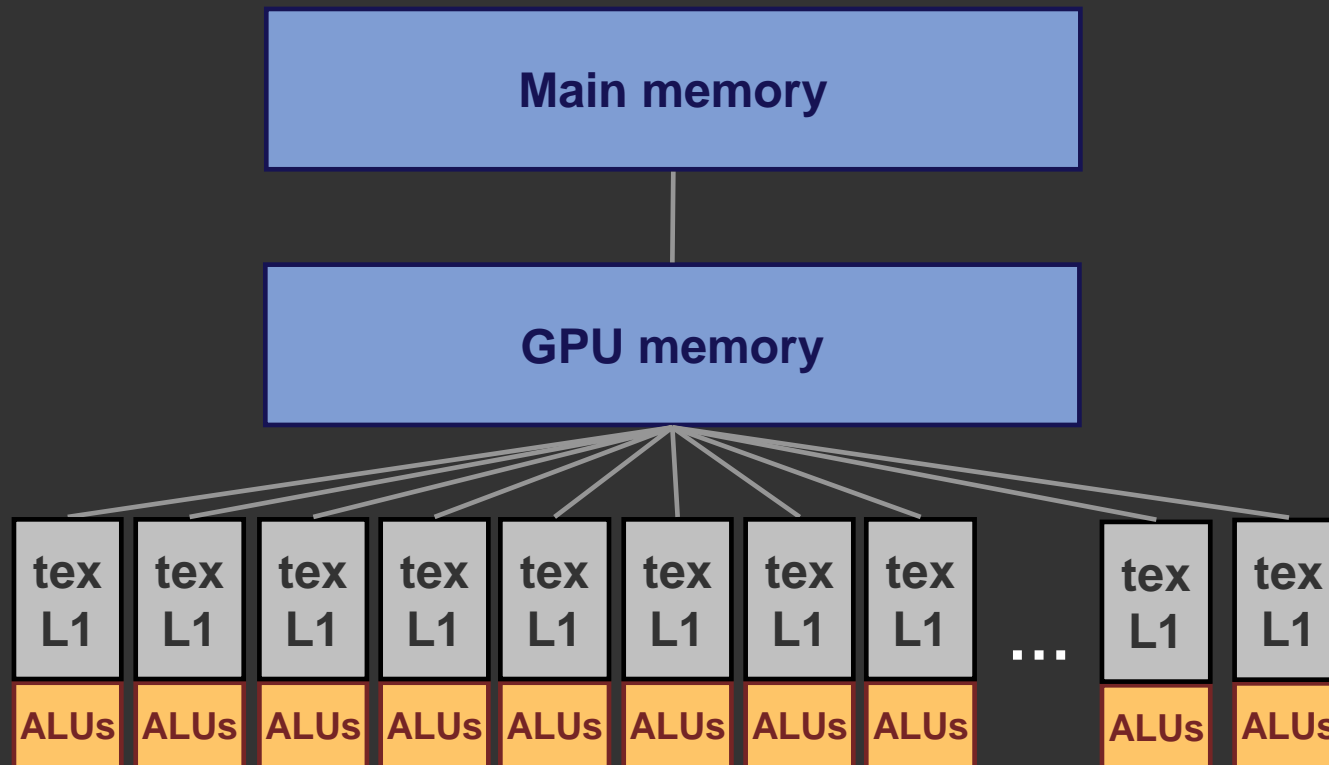 Main memory
GPU memory
tex tex tex tex tex tex tex tex tex tex
L1 L1 L1 L1 L1 L1 L1 L1 ... L1 L1
ALUs ALUs ALUs ALUs ALUs ALUs ALUs ALUs ALUs ALUs